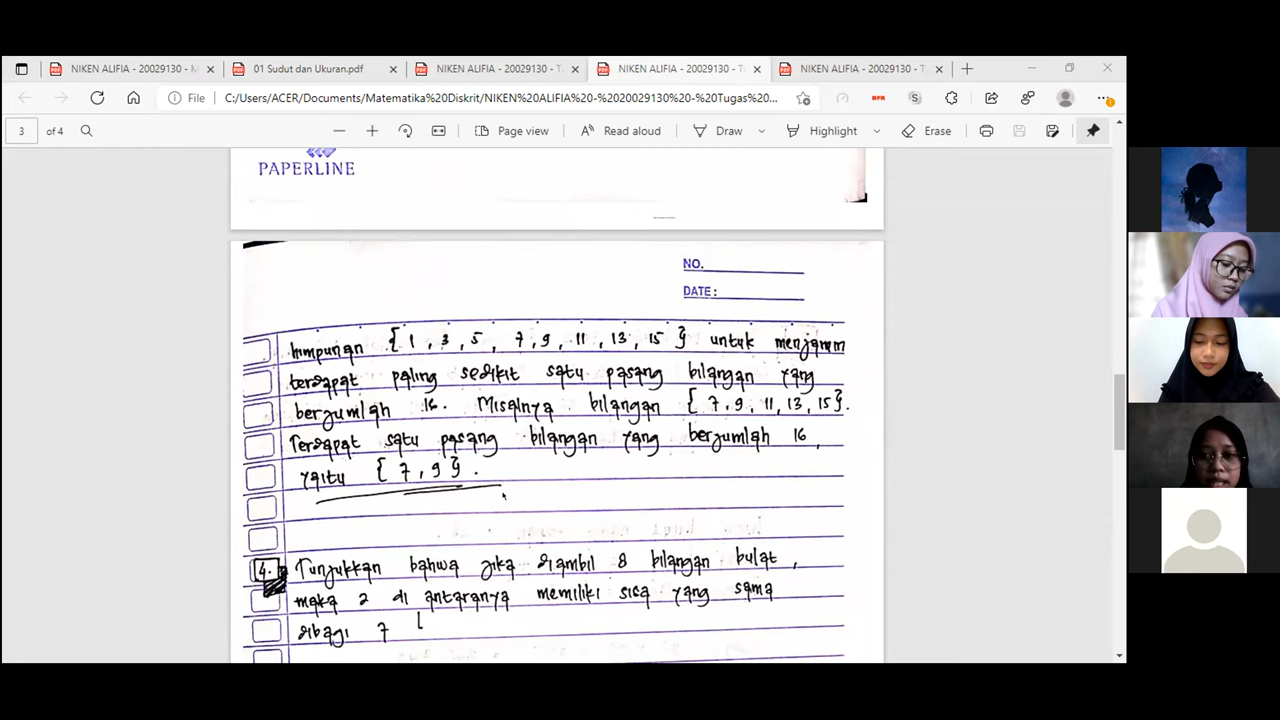 NIKEN ALIFIA - 20029130 - M
01 Sudut dan Ukuran.pdf
NIKEN ALIFIA - 20029130 - T
NIKEN ALIFIA - 20029130 - Tu
NIKEN ALIFIA - 20029130 - T
File
C:/Users/ACER/Documents/Matematika%20Diskrit/NIKEN%20ALIFIA%20-%2020029130%20-%20Tugas%20...
3 of 4
Page view
Read aloud
Draw
Highlight
Erase
PAPERLINE
NO.
DATE:
himpunan { 1 , 3 , 5 , 7 , 9 , 11 , 13 , 15 } untuk menjamin
terdapat paling sedikit satu pasang bilangan yang
berjumlah 16. Misalnya bilangan { 7 , 9 , 11 , 13 , 15 } .
Terdapat satu pasang bilangan yang berjumlah 16 ,
yaitu { 7 , 9 } .
4. Tunjukkan bahwa jika diambil 8 bilangan bulat ,
maka 2 di antaranya memiliki sisa yang sama
dibagi 7 !